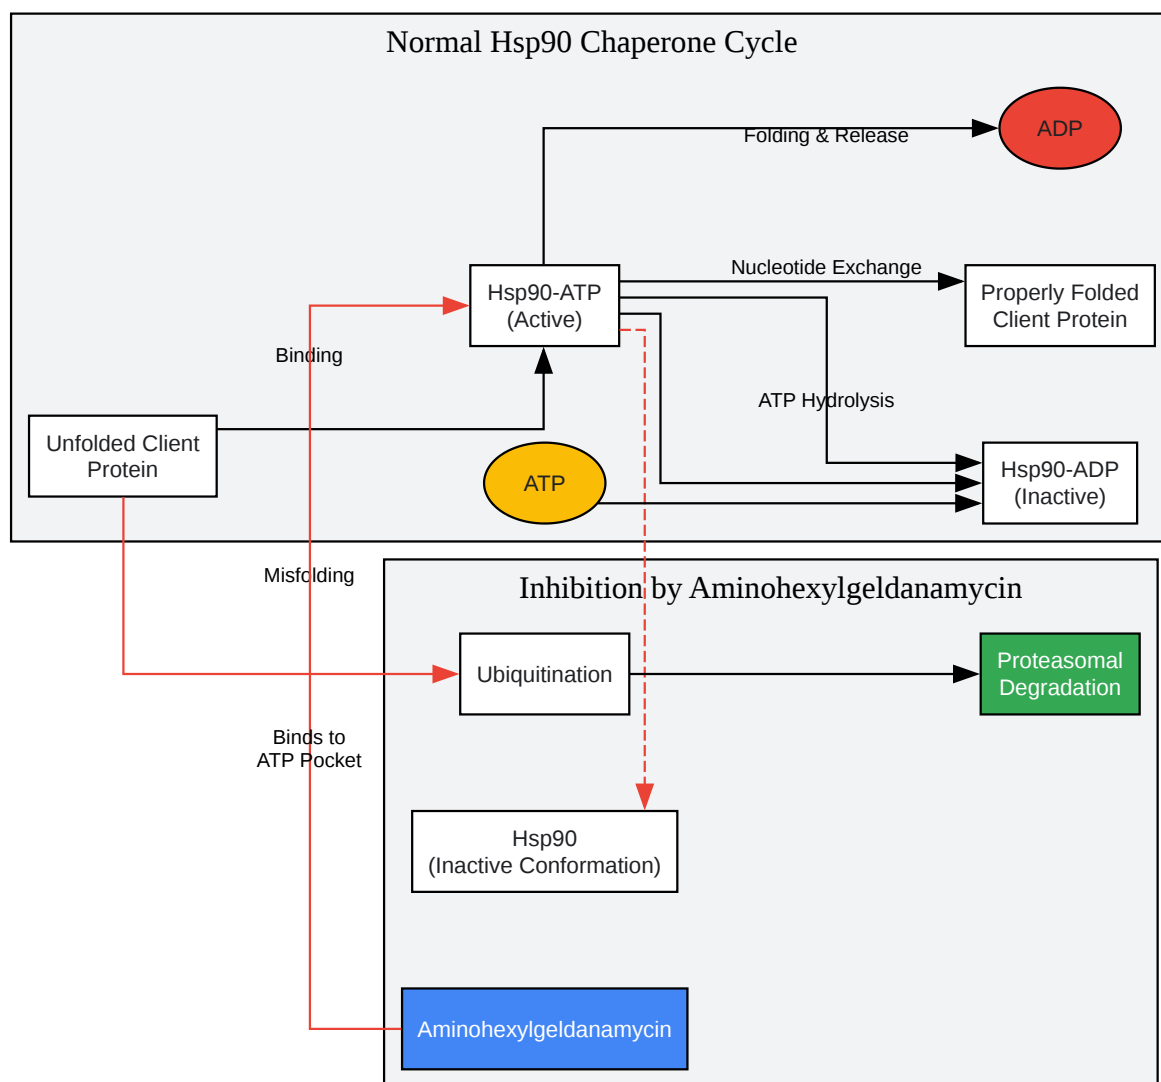 Normal Hsp90 Chaperone Cycle
ADP
Folding & Release
Nucleotide Exchange
Hsp90-ATP
(Active)
Properly Folded
Client Protein
Binding
ATP Hydrolysis
Unfolded Client
Protein
ATP
Hsp90-ADP
(Inactive)
Misfolding
Inhibition by Aminohexylgeldanamycin
Ubiquitination
Proteasomal
Degradation
Binds to
ATP Pocket
Hsp90
(Inactive Conformation)
Aminohexylgeldanamycin